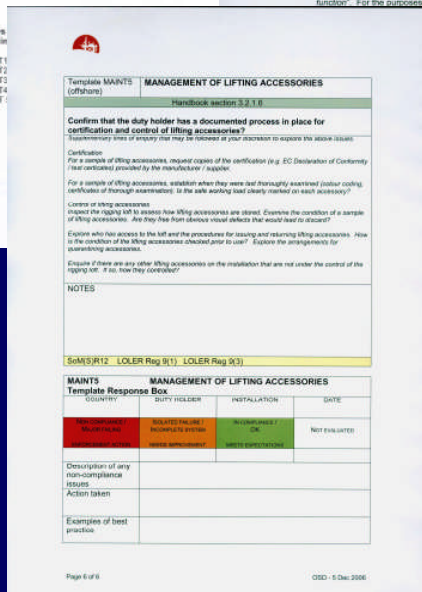 function". For the purposes
Template MAINT5 MANAGEMENT OF LIFTING ACCESSORIES
(offshore)
Handbook section 3.2.1.6
Confirm that the duty holder has a documented process in place for
certification and control of lifting accessories?
Supplementary lines of enquiry that may be followed at your discretion to explore the above issues.
Certification
For a sample of lifting accessories, request copies of the certification (e.g. EC Declaration of Conformity
/ test certicates) provided by the manufacturer / supplier.
For a sample of lifting accessories, establish when they were last thoroughly examined (colour coding,
certificates of thorough examination). Is the safe working load clearly marked on each accessory?
Control of lifting accessories
Inspect the rigging loft to assess how lifting accessories are stored. Examine the condition of a sample
of lifting accessories. Are they free from obvious visual defects that would lead to discard?
Explore who has access to the loft and the procedures for issuing and returning lifting accessories. How
is the condition of the lifting accessories checked prior to use? Explore the arrangements for
quarantining accessories.
Enquire if there are any other lifting accessories on the installation that are not under the control of the
rigging loft. If so, how they controlled?
NOTES
SoM(S)R12 LOLER Reg 9(1) LOLER Reg 9(3)
MAINT5 MANAGEMENT OF LIFTING ACCESSORIES
Template Response Box
COUNTRY DUTY HOLDER INSTALLATION DATE
NON COMPLIANCE / ISOLATED FAILURE / IN COMPLIANCE /
MAJOR FAILING INCOMPLETE SYSTEM OK NOT EVALUATED
ENFORCEMENT ACTION NEEDS IMPROVEMENT MEETS EXPECTATIONS
Description of any
non-compliance
issues
Action taken
Examples of best
practice
Page 6 of 6 OSD - 5 Dec 2006